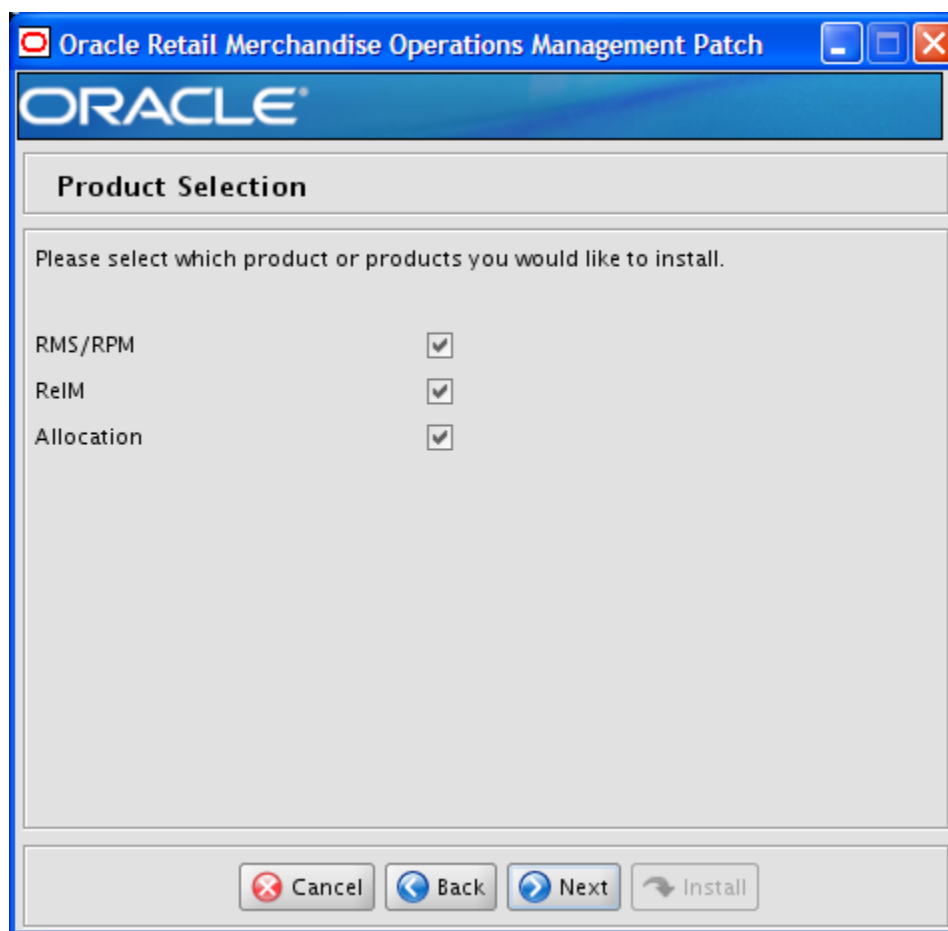 Oracle Retail Merchandise Operations Management Patch
ORACLE®
Product Selection
Please select which product or products you would like to install.
RMS/RPM
ReIM
Allocation
Cancel Back Next Install